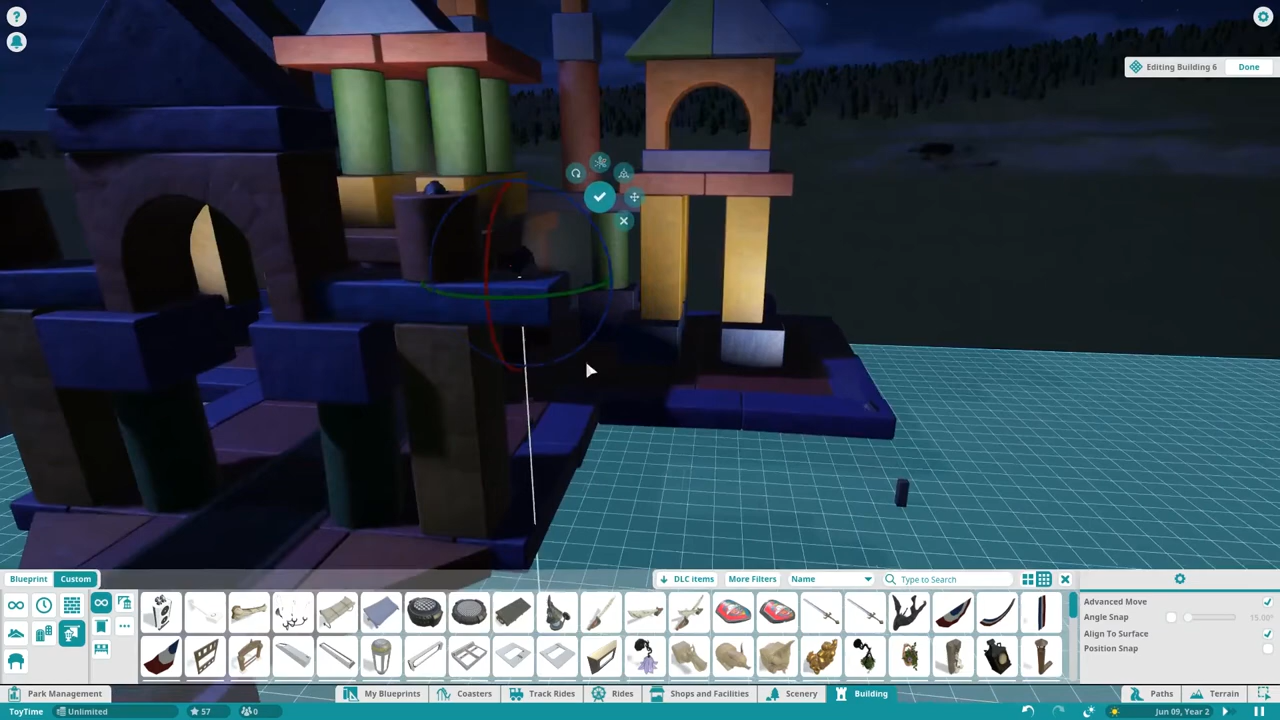 ?
Editing Building 6 Done
Blueprint Custom
DLC items More Filters Name Type to Search
Advanced Move
Angle Snap 15.00°
Align To Surface
Position Snap
Park Management My Blueprints Coasters Track Rides Rides Shops and Facilities Scenery Building Paths Terrain
ToyTime Unlimited 57 0 Jun 09, Year 2